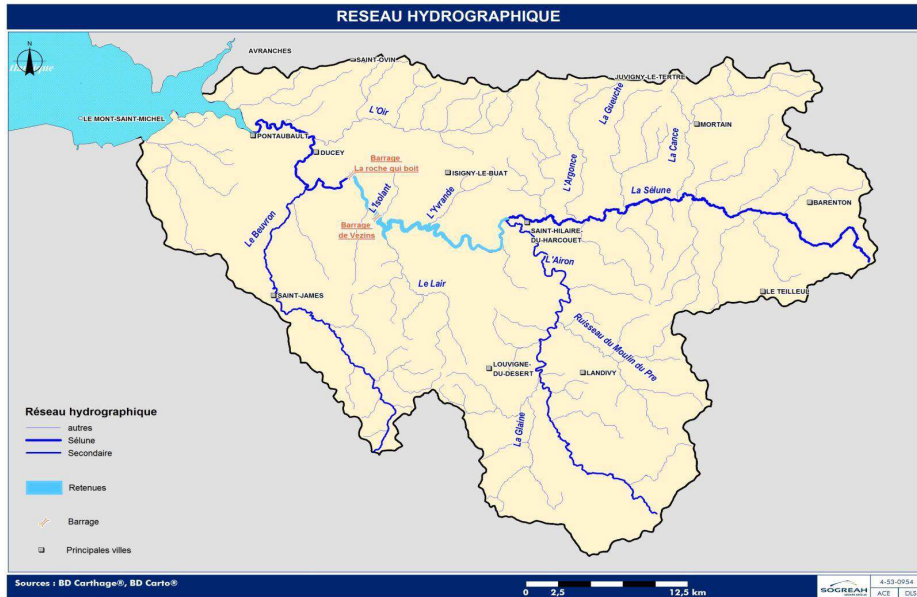 RESEAU HYDROGRAPHIQUE
N
AVRANCHES
SAINT-OVIN
JUVIGNY-LE-TERTRE
LE MONT-SAINT-MICHEL
L'Oir
La Gueuche
MORTAIN
PONTAUBAULT
DUCEY
Barrage
La roche qui boit
ISIGNY-LE-BUAT
L'Argonce
La Cance
L'Isolant
L'Yvrande
La Sélune
BARENTON
Le Beuvron
Barrage
de Vézins
SAINT-HILAIRE
-DU-HARCOUET
L'Airon
SAINT-JAMES
Le Lair
LE TEILLEUL
Ruisseau du Moulin du Pre
LOUVIGNE-
DU-DESERT
LANDIVY
La Glaine
Réseau hydrographique
autres
Sélune
Secondaire
Retenues
Barrage
Principales villes
Sources : BD Carthage®, BD Carto®
0 2,5 12,5 km
SOGREAH
4-53-0954
ACE DLS